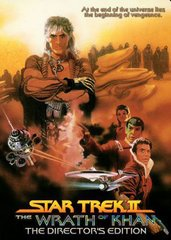 At the end of the universe lies
the beginning of vengeance.
STAR TREK II
THE WRATH OF KHAN
THE DIRECTOR'S EDITION